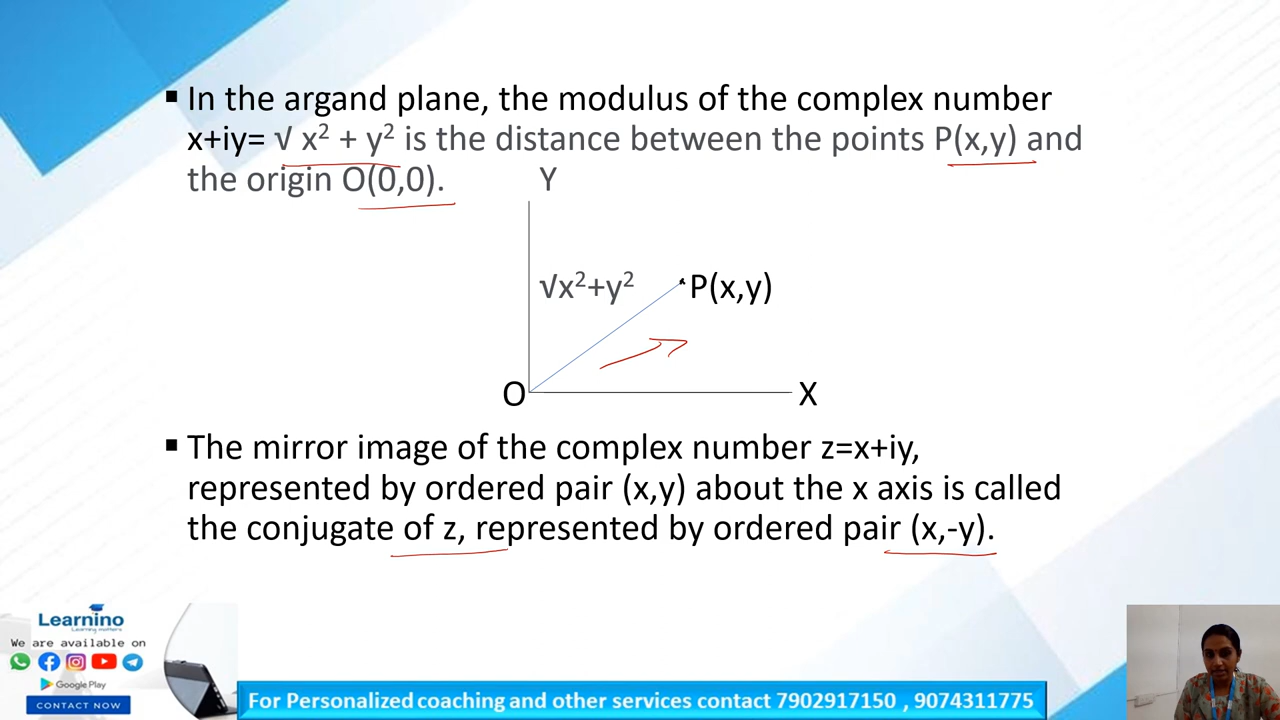 ▪ In the argand plane, the modulus of the complex number
x+iy= √ x² + y² is the distance between the points P(x,y) and
the origin O(0,0).
Y
√x²+y²
P(x,y)
O
X
▪ The mirror image of the complex number z=x+iy,
represented by ordered pair (x,y) about the x axis is called
the conjugate of z, represented by ordered pair (x,-y).
Learnino
Learning matters
We are available on
Google Play
CONTACT NOW
For Personalized coaching and other services contact 7902917150 , 9074311775